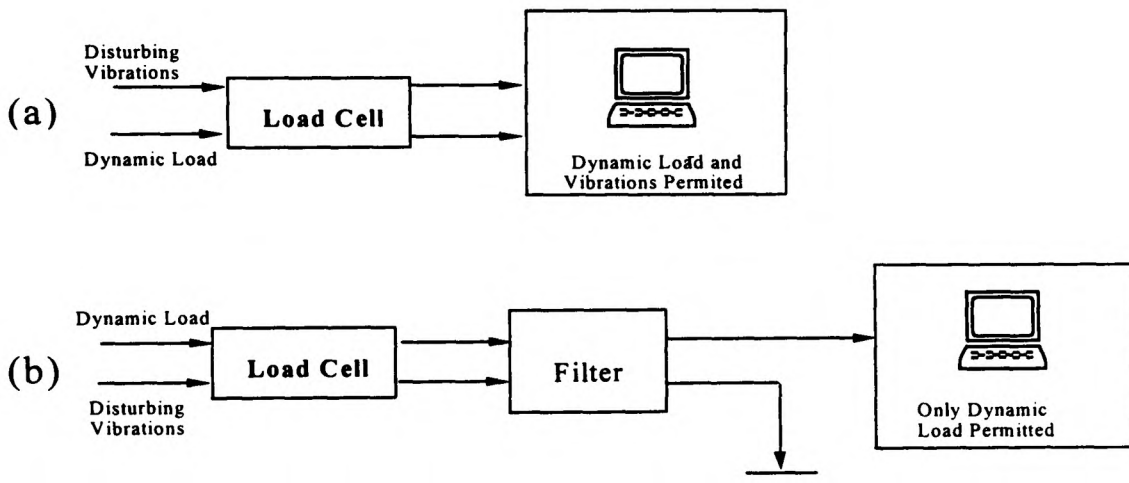 (a)
Disturbing
Vibrations
Dynamic Load
Load Cell
Dynamic Load and
Vibrations Permited
(b)
Dynamic Load
Disturbing
Vibrations
Load Cell
Filter
Only Dynamic
Load Permitted